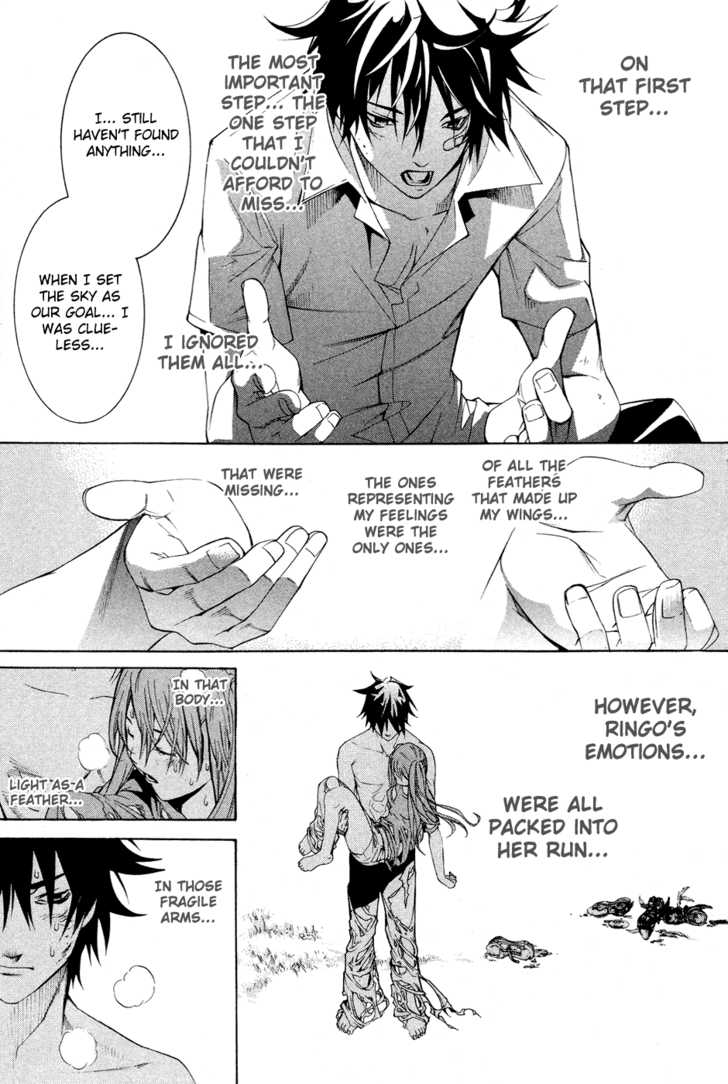 ON
THAT FIRST
STEP...
THE MOST
IMPORTANT
STEP... THE
ONE STEP
THAT I
COULDN'T
AFFORD TO
MISS...
I... STILL
HAVEN'T FOUND
ANYTHING...
WHEN I SET
THE SKY AS
OUR GOAL... I
WAS CLUE-
LESS...
I IGNORED
THEM ALL...
OF ALL THE
FEATHERS
THAT MADE UP
MY WINGS...
THE ONES
REPRESENTING
MY FEELINGS
WERE THE
ONLY ONES...
THAT WERE
MISSING...
HOWEVER,
RINGO'S
EMOTIONS...
WERE ALL
PACKED INTO
HER RUN...
IN THAT
BODY...
LIGHT AS A
FEATHER...
IN THOSE
FRAGILE
ARMS...